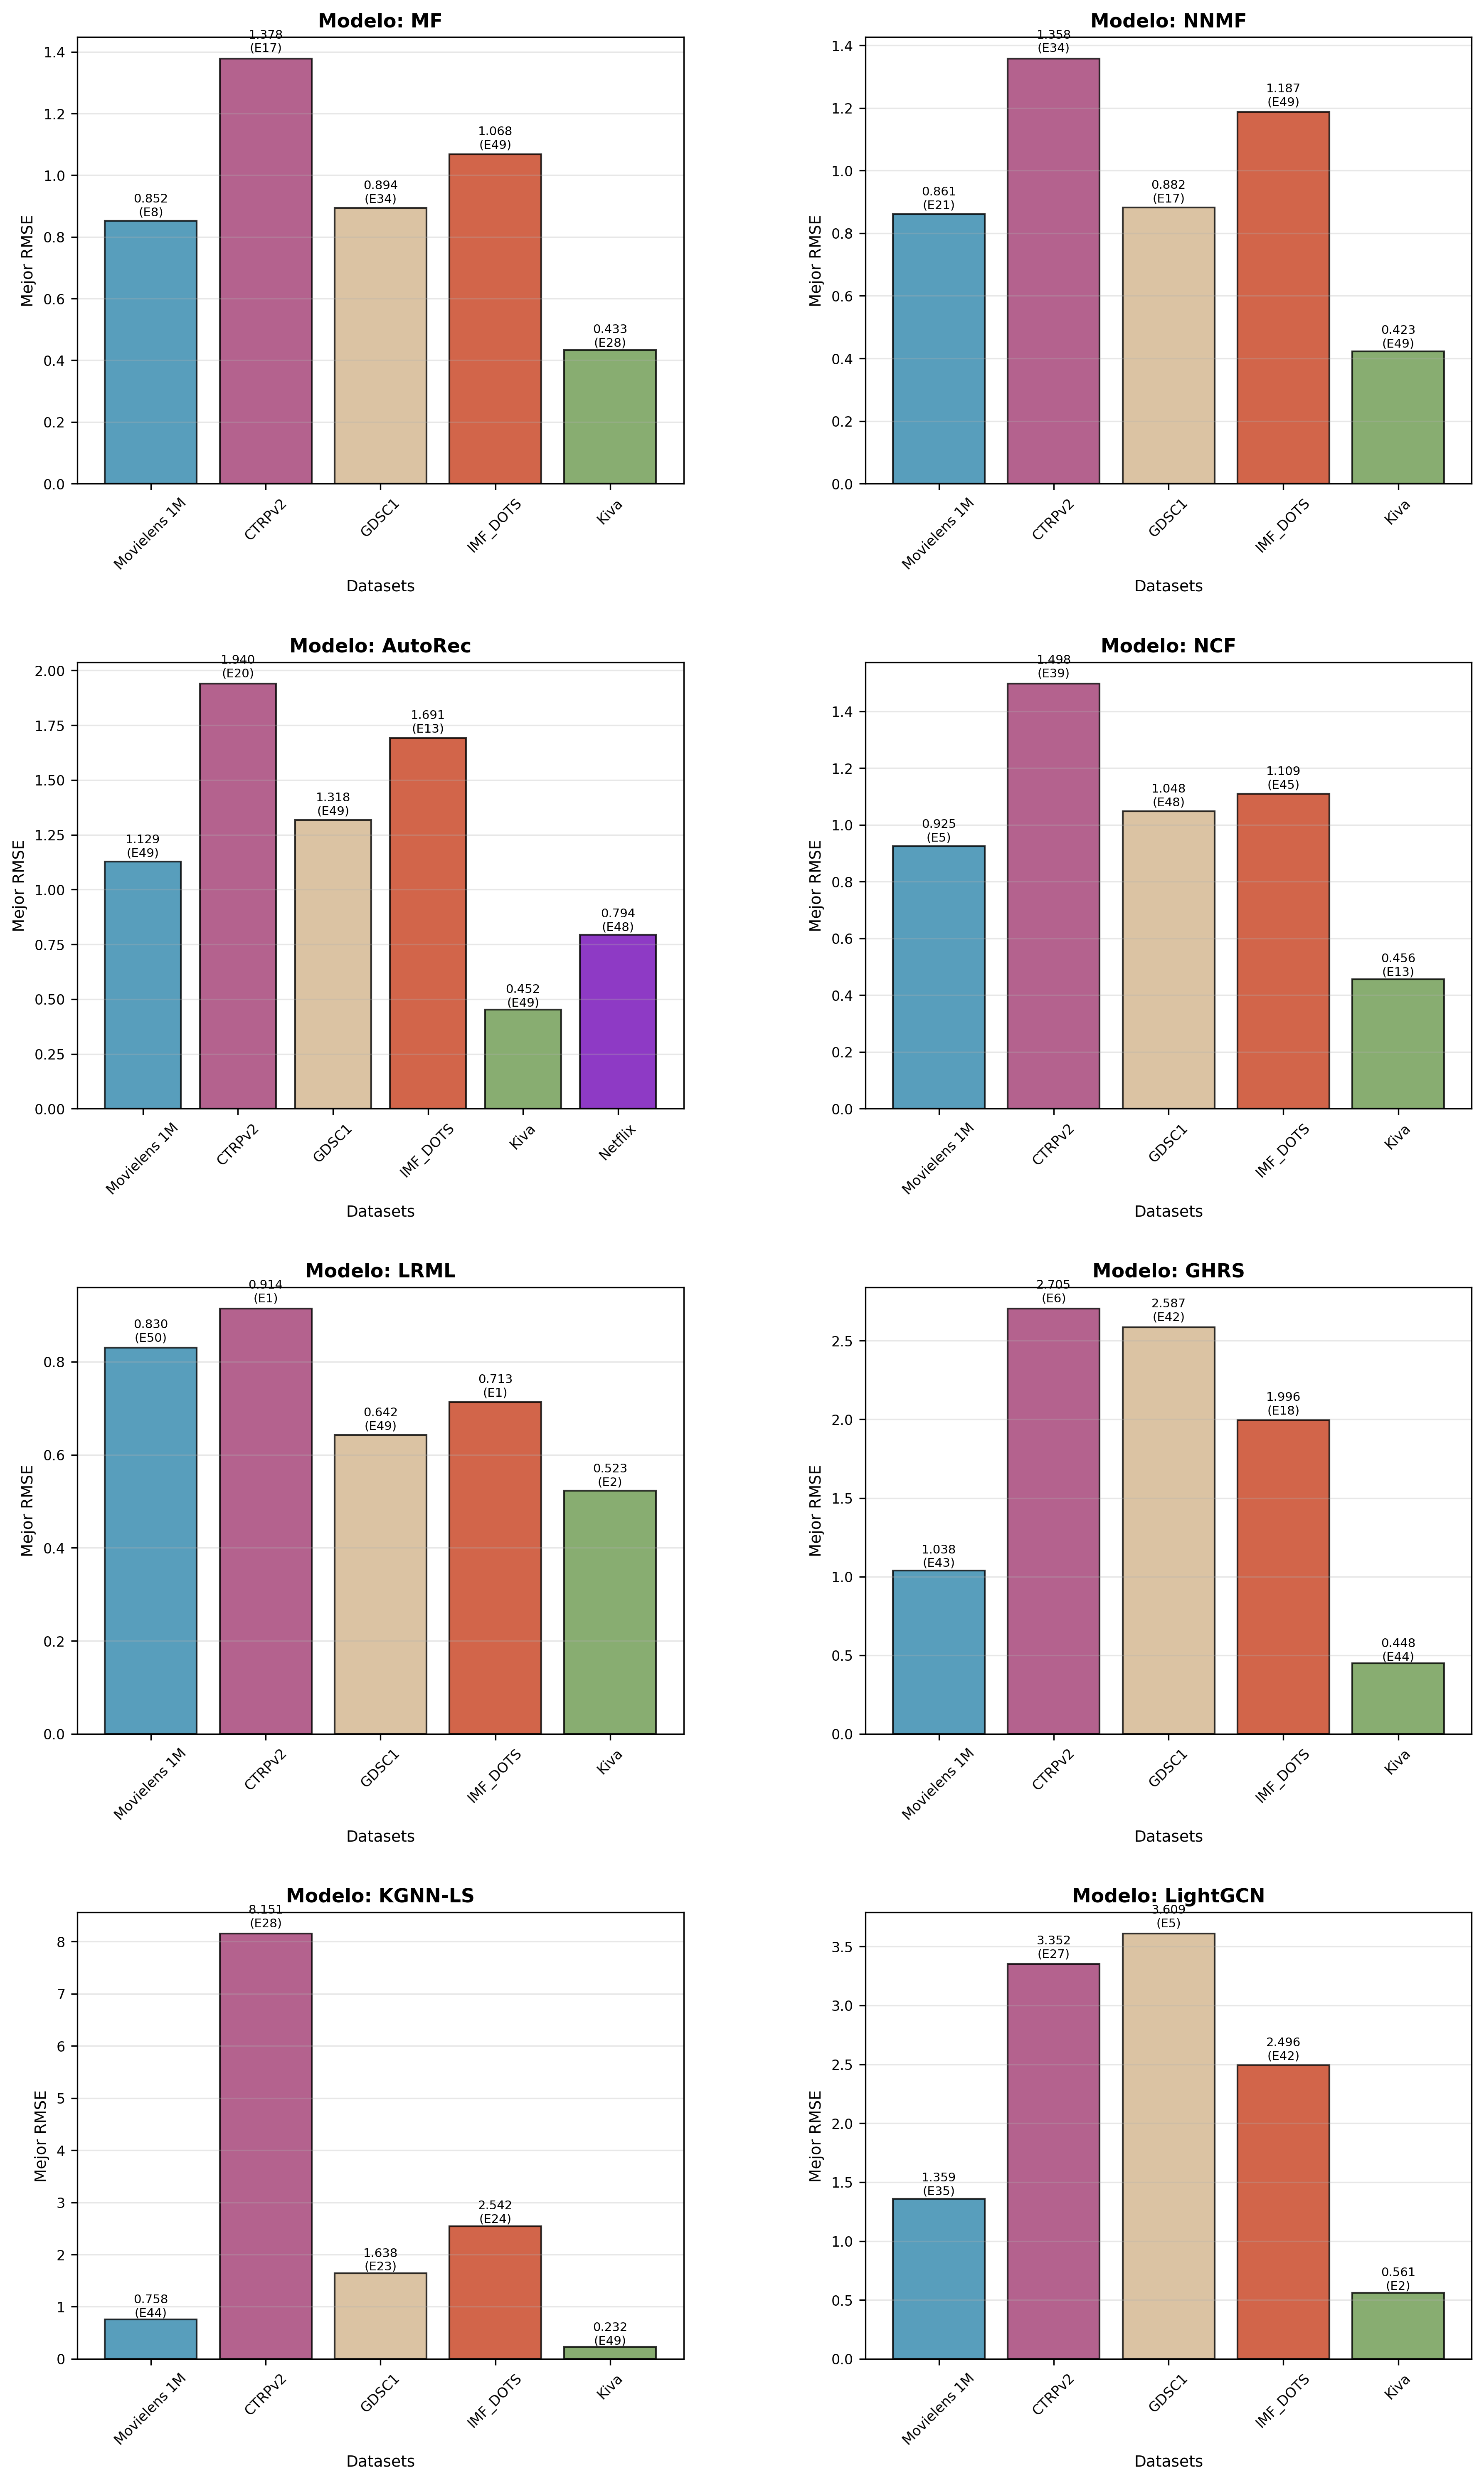 Modelo: MF
1.378
(E17)
1.068
(E49)
0.894
(E34)
0.852
(E8)
0.433
(E28)
1.4
1.2
1.0
0.8
0.6
0.4
0.2
0.0
Mejor RMSE
Movielens 1M
CTRPv2
GDSC1
IMF_DOTS
Kiva
Datasets
Modelo: NNMF
1.358
(E34)
1.187
(E49)
0.861
(E21)
0.882
(E17)
0.423
(E49)
1.4
1.2
1.0
0.8
0.6
0.4
0.2
0.0
Mejor RMSE
Movielens 1M
CTRPv2
GDSC1
IMF_DOTS
Kiva
Datasets
Modelo: AutoRec
1.940
(E20)
1.691
(E13)
1.318
(E49)
1.129
(E49)
0.794
(E48)
0.452
(E49)
2.00
1.75
1.50
1.25
1.00
0.75
0.50
0.25
0.00
Mejor RMSE
Movielens 1M
CTRPv2
GDSC1
IMF_DOTS
Kiva
Netflix
Datasets
Modelo: NCF
1.498
(E39)
1.109
(E45)
1.048
(E48)
0.925
(E5)
0.456
(E13)
1.4
1.2
1.0
0.8
0.6
0.4
0.2
0.0
Mejor RMSE
Movielens 1M
CTRPv2
GDSC1
IMF_DOTS
Kiva
Datasets
Modelo: LRML
0.914
(E1)
0.830
(E50)
0.713
(E1)
0.642
(E49)
0.523
(E2)
0.8
0.6
0.4
0.2
0.0
Mejor RMSE
Movielens 1M
CTRPv2
GDSC1
IMF_DOTS
Kiva
Datasets
Modelo: GHRS
2.705
(E6)
2.587
(E42)
1.996
(E18)
1.038
(E43)
0.448
(E44)
2.5
2.0
1.5
1.0
0.5
0.0
Mejor RMSE
Movielens 1M
CTRPv2
GDSC1
IMF_DOTS
Kiva
Datasets
Modelo: KGNN-LS
8.151
(E28)
2.542
(E24)
1.638
(E23)
0.758
(E44)
0.232
(E49)
8
7
6
5
4
3
2
1
0
Mejor RMSE
Movielens 1M
CTRPv2
GDSC1
IMF_DOTS
Kiva
Datasets
Modelo: LightGCN
3.609
(E5)
3.352
(E27)
2.496
(E42)
1.359
(E35)
0.561
(E2)
3.5
3.0
2.5
2.0
1.5
1.0
0.5
0.0
Mejor RMSE
Movielens 1M
CTRPv2
GDSC1
IMF_DOTS
Kiva
Datasets